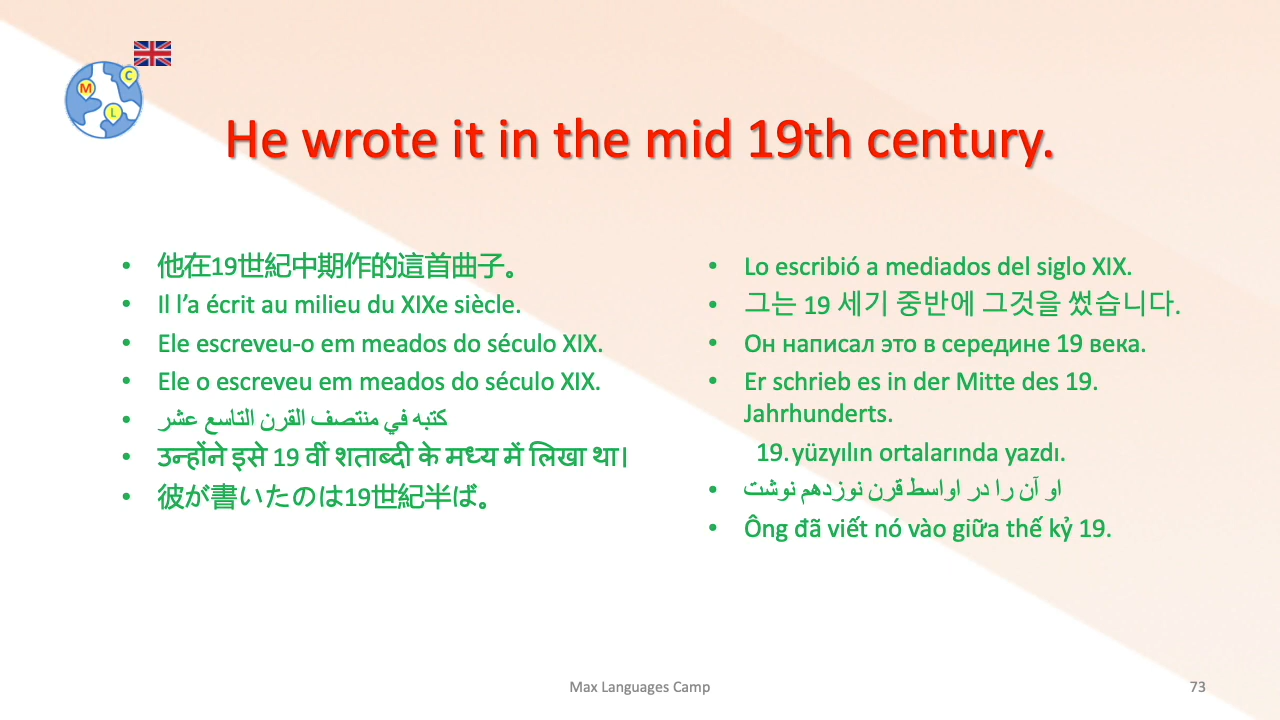 M
C
L
He wrote it in the mid 19th century.
• 他在19世紀中期作的這首曲子。
• Il l’a écrit au milieu du XIXe siècle.
• Ele escreveu-o em meados do século XIX.
• Ele o escreveu em meados do século XIX.
• كتبه في منتصف القرن التاسع عشر
• उन्होंने इसे 19 वीं शताब्दी के मध्य में लिखा था।
• 彼が書いたのは19世紀半ば。
• Lo escribió a mediados del siglo XIX.
• 그는 19 세기 중반에 그것을 썼습니다.
• Он написал это в середине 19 века.
• Er schrieb es in der Mitte des 19.
Jahrhunderts.
19. yüzyılın ortalarında yazdı.
• او آن را در اواسط قرن نوزدهم نوشت
• Ông đã viết nó vào giữa thế kỷ 19.
Max Languages Camp
73